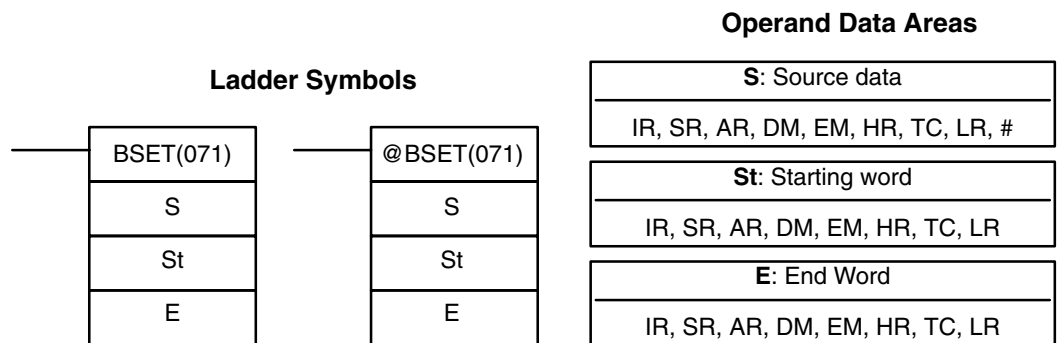 Ladder Symbols
BSET(071)
S
St
E
@BSET(071)
S
St
E
Operand Data Areas
S: Source data
IR, SR, AR, DM, EM, HR, TC, LR, #
St: Starting word
IR, SR, AR, DM, EM, HR, TC, LR
E: End Word
IR, SR, AR, DM, EM, HR, TC, LR